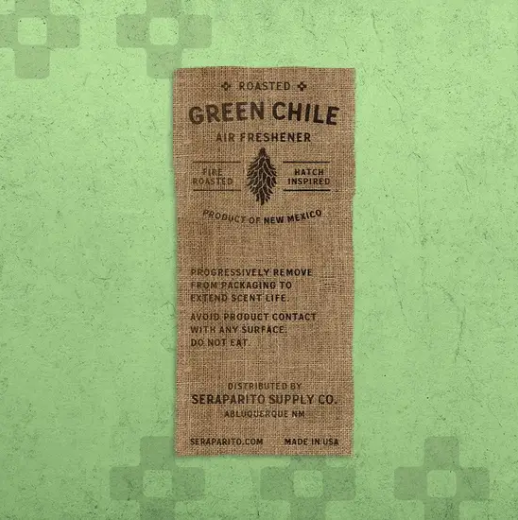 ROASTED
GREEN CHILE
AIR FRESHENER
FIRE
ROASTED
HATCH
INSPIRED
PRODUCT OF NEW MEXICO
PROGRESSIVELY REMOVE
FROM PACKAGING TO
EXTEND SCENT LIFE.
AVOID PRODUCT CONTACT
WITH ANY SURFACE.
DO NOT EAT.
DISTRIBUTED BY
SERAPARITO SUPPLY CO.
ALBUQUERQUE NM
SERAPARITO.COM MADE IN USA